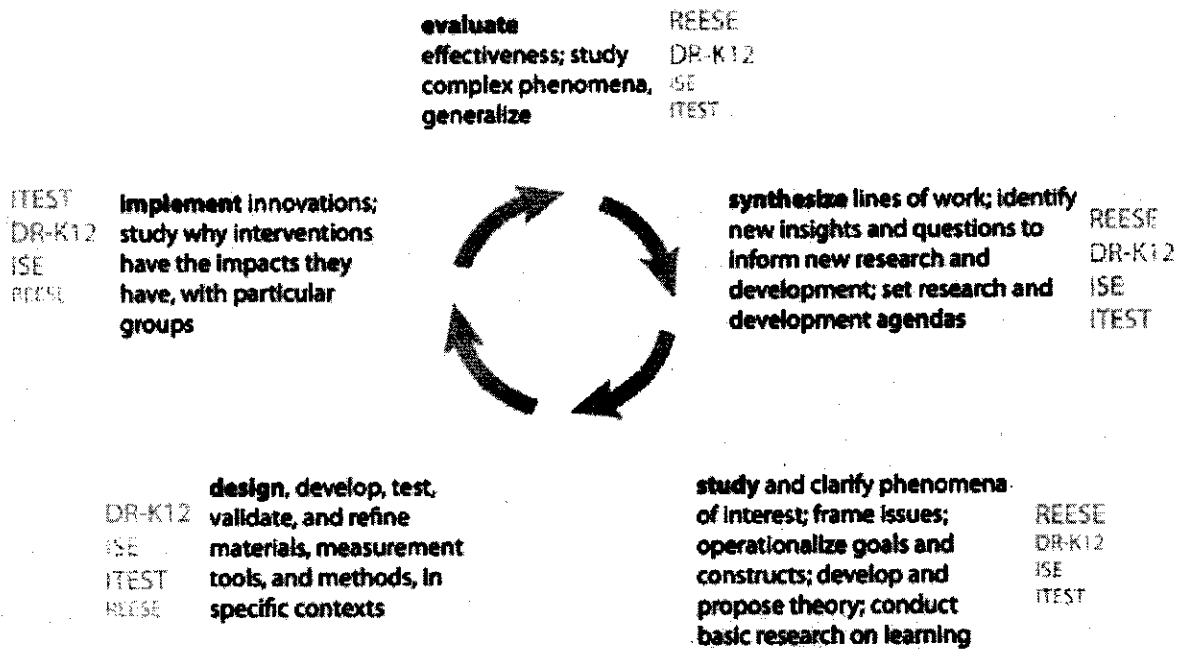 evaluate
effectiveness; study
complex phenomena,
generalize
REESE
DR-K12
ISE
ITEST
synthesize lines of work; identify
new insights and questions to
inform new research and
development; set research and
development agendas
REESE
DR-K12
ISE
ITEST
study and clarify phenomena
of interest; frame issues;
operationalize goals and
constructs; develop and
propose theory; conduct
basic research on learning
REESE
DR-K12
ISE
ITEST
DR-K12
ISE
ITEST
REESE
design, develop, test,
validate, and refine
materials, measurement
tools, and methods, in
specific contexts
ITEST
DR-K12
ISE
REESE
implement innovations;
study why interventions
have the impacts they
have, with particular
groups